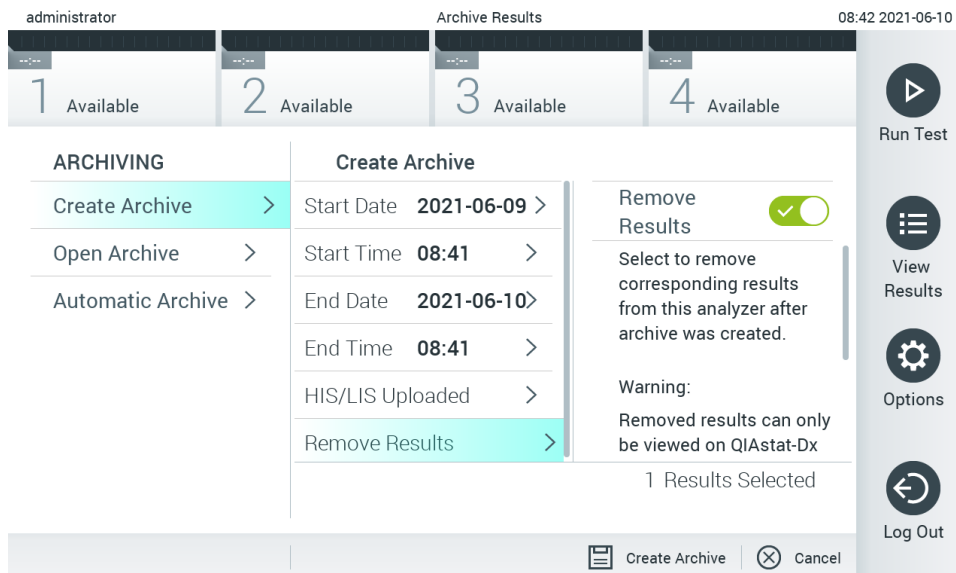 administrator Archive Results 08:42 2021-06-10
--:-- --:-- --:-- --:--
1 Available 2 Available 3 Available 4 Available
Run Test
ARCHIVING
Create Archive
Open Archive
Automatic Archive
Create Archive
Start Date 2021-06-09
Start Time 08:41
End Date 2021-06-10
End Time 08:41
HIS/LIS Uploaded
Remove Results
Remove
Results
Select to remove
corresponding results
from this analyzer after
archive was created.
Warning:
Removed results can only
be viewed on QIAstat-Dx
1 Results Selected
View
Results
Options
Log Out
Create Archive Cancel